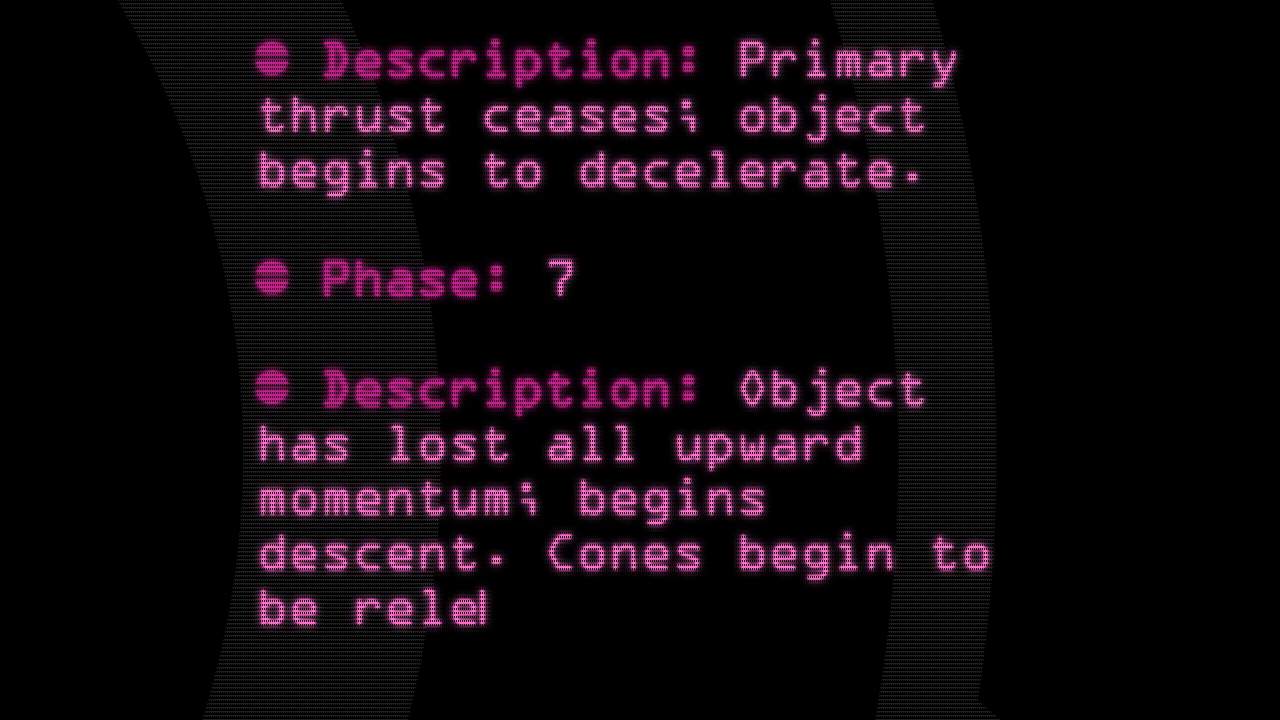 ● Description: Primary
thrust ceases; object
begins to decelerate.
● Phase: 7
● Description: Object
has lost all upward
momentum; begins
descent. Cones begin to
be rele